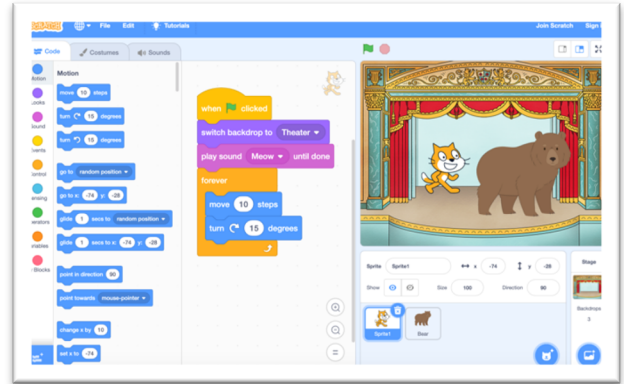 SCRATCH File Edit Tutorials Join Scratch Sign
Code Costumes Sounds
Motion
move 10 steps
turn 15 degrees
turn 15 degrees
go to random position
go to x: -74 y: -28
glide 1 secs to random position
glide 1 secs to x: -74 y: -28
point in direction 90
point towards mouse-pointer
change x by 10
set x to -74
when clicked
switch backdrop to Theater
play sound Meow until done
forever
move 10 steps
turn 15 degrees
Sprite Sprite1 x -74 y -28
Show Size 100 Direction 90
Sprite1 Bear
Stage
Backdrops
3